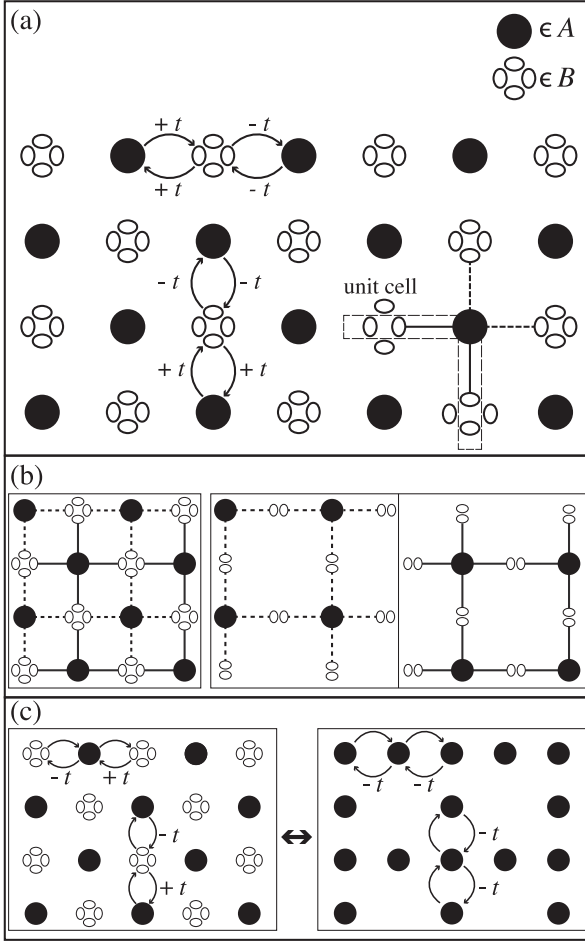 (a)
ϵ A
ϵ B
+ t - t
+ t - t
- t - t
unit cell
+ t + t
(b)
(c)
- t + t
- t - t
- t
+ t
- t
- t